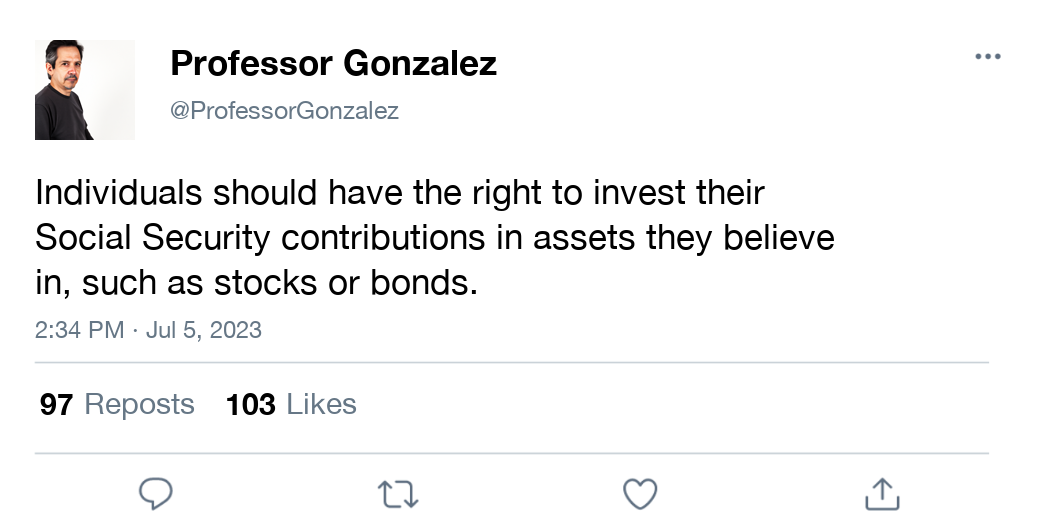 Professor Gonzalez
@ProfessorGonzalez
Individuals should have the right to invest their
Social Security contributions in assets they believe
in, such as stocks or bonds.
2:34 PM · Jul 5, 2023
97 Reposts 103 Likes